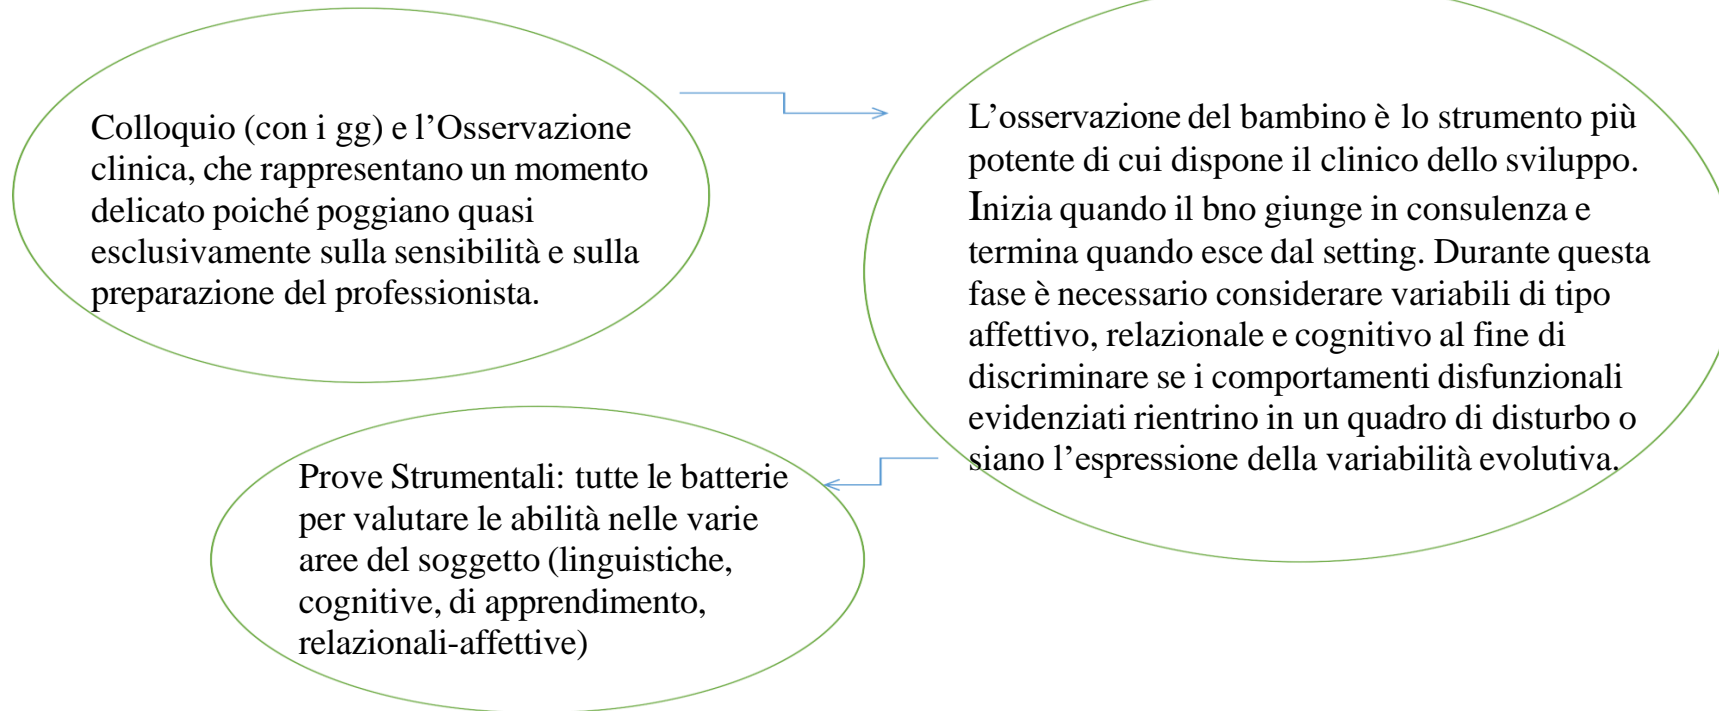 Colloquio (con i gg) e l’Osservazione
clinica, che rappresentano un momento
delicato poiché poggiano quasi
esclusivamente sulla sensibilità e sulla
preparazione del professionista.
L’osservazione del bambino è lo strumento più
potente di cui dispone il clinico dello sviluppo.
Inizia quando il bno giunge in consulenza e
termina quando esce dal setting. Durante questa
fase è necessario considerare variabili di tipo
affettivo, relazionale e cognitivo al fine di
discriminare se i comportamenti disfunzionali
evidenziati rientrino in un quadro di disturbo o
siano l’espressione della variabilità evolutiva.
Prove Strumentali: tutte le batterie
per valutare le abilità nelle varie
aree del soggetto (linguistiche,
cognitive, di apprendimento,
relazionali-affettive)